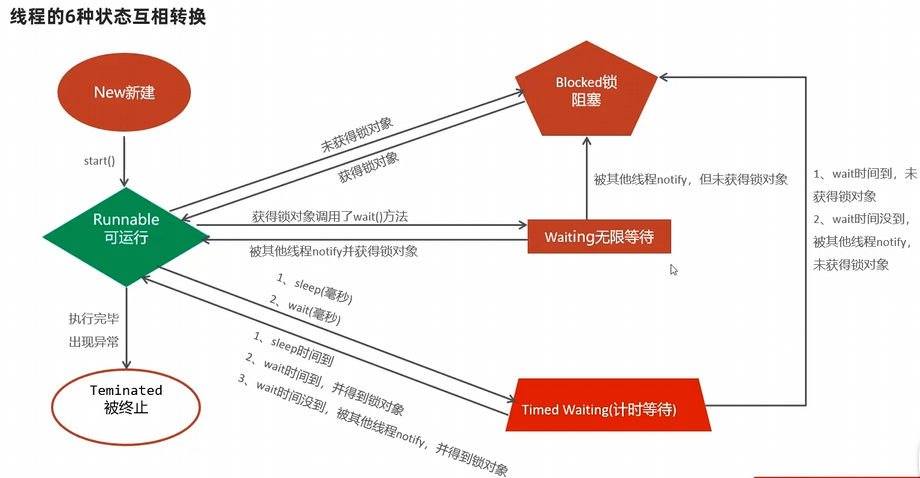 线程的6种状态互相转换
New新建
start()
Runnable
可运行
执行完毕
出现异常
Teminated
被终止
未获得锁对象
获得锁对象
Blocked锁
阻塞
获得锁对象调用了wait()方法
被其他线程notify并获得锁对象
Waiting无限等待
被其他线程notify，但未获得锁对象
1、sleep(毫秒)
2、wait(毫秒)
1、sleep时间到
2、wait时间到，并得到锁对象
3、wait时间没到，被其他线程notify，并得到锁对象
Timed Waiting(计时等待)
1、wait时间到，未
获得锁对象
2、wait时间没到，
被其他线程notify，
未获得锁对象